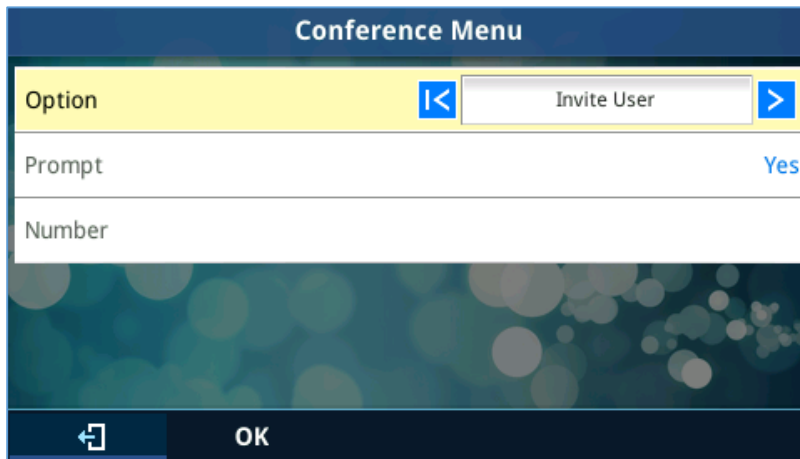 Conference Menu
Option Invite User
Prompt Yes
Number
OK